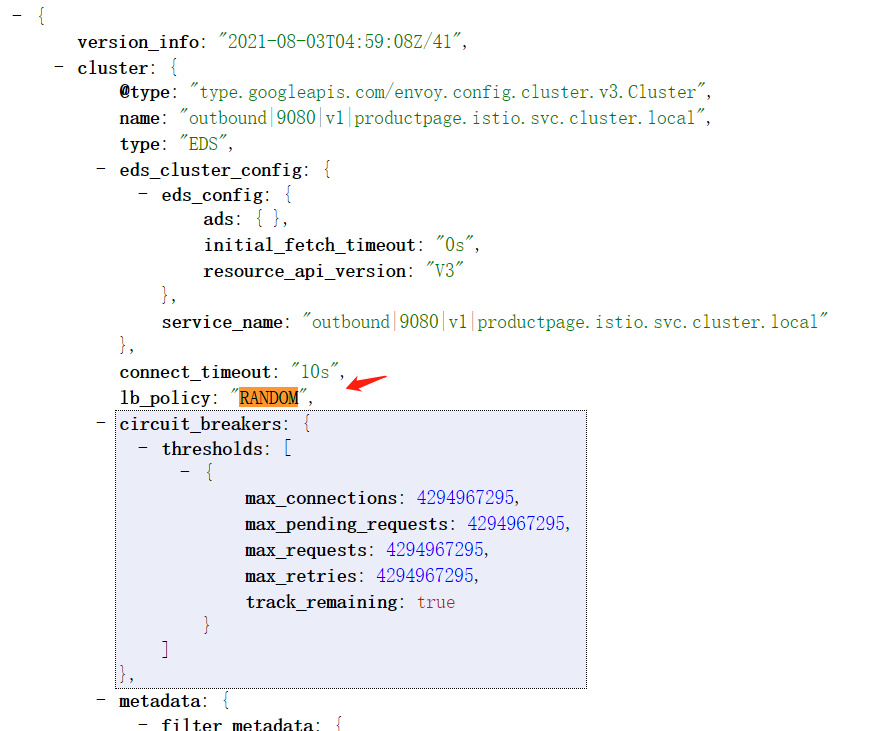 - {
version_info: "2021-08-03T04:59:08Z/41",
- cluster: {
@type: "type.googleapis.com/envoy.config.cluster.v3.Cluster",
name: "outbound|9080|v1|productpage.istio.svc.cluster.local",
type: "EDS",
- eds_cluster_config: {
- eds_config: {
ads: { },
initial_fetch_timeout: "0s",
resource_api_version: "V3"
},
service_name: "outbound|9080|v1|productpage.istio.svc.cluster.local"
},
connect_timeout: "10s",
lb_policy: "RANDOM",
- circuit_breakers: {
- thresholds: [
- {
max_connections: 4294967295,
max_pending_requests: 4294967295,
max_requests: 4294967295,
max_retries: 4294967295,
track_remaining: true
}
]
},
- metadata: {
- filter_metadata: {